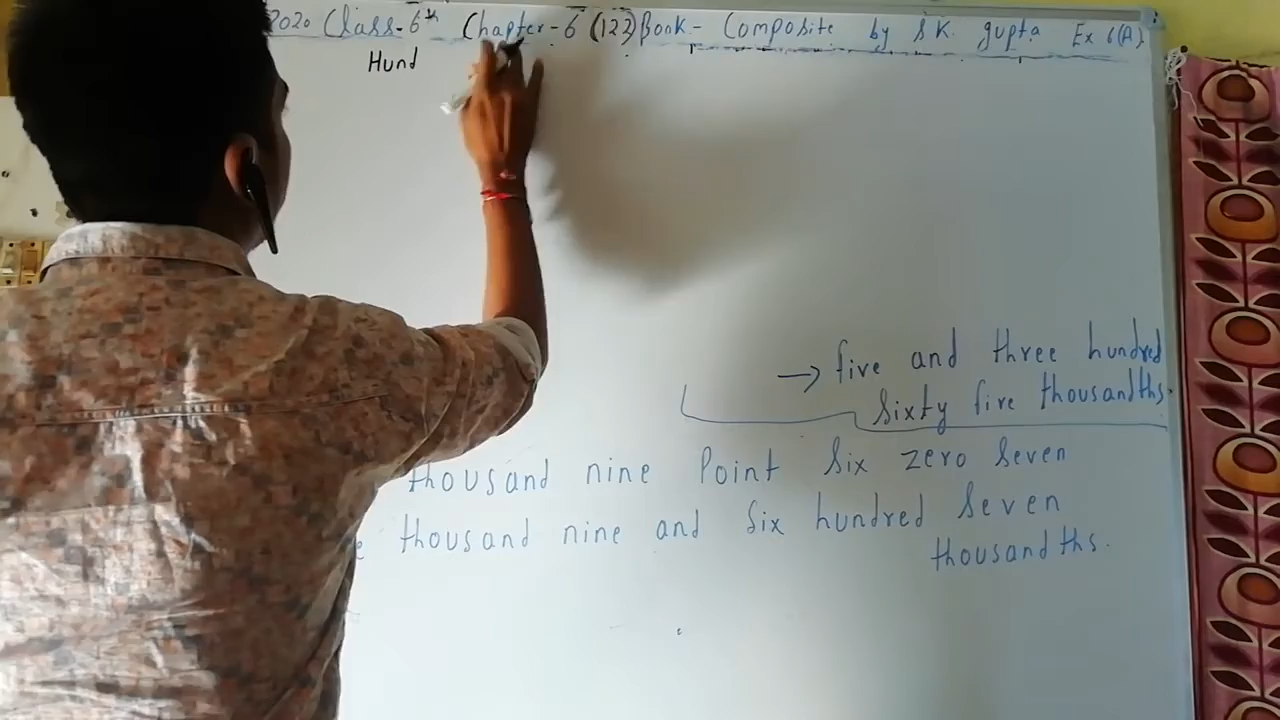 2020 Class-6th Chapter-6 (122) Book- Composite by S.K. gupta Ex 6(A)
Hund
→ five and three hundred
sixty five thousandths.
thousand nine Point Six zero Seven
thousand nine and Six hundred Seven
thousandths.